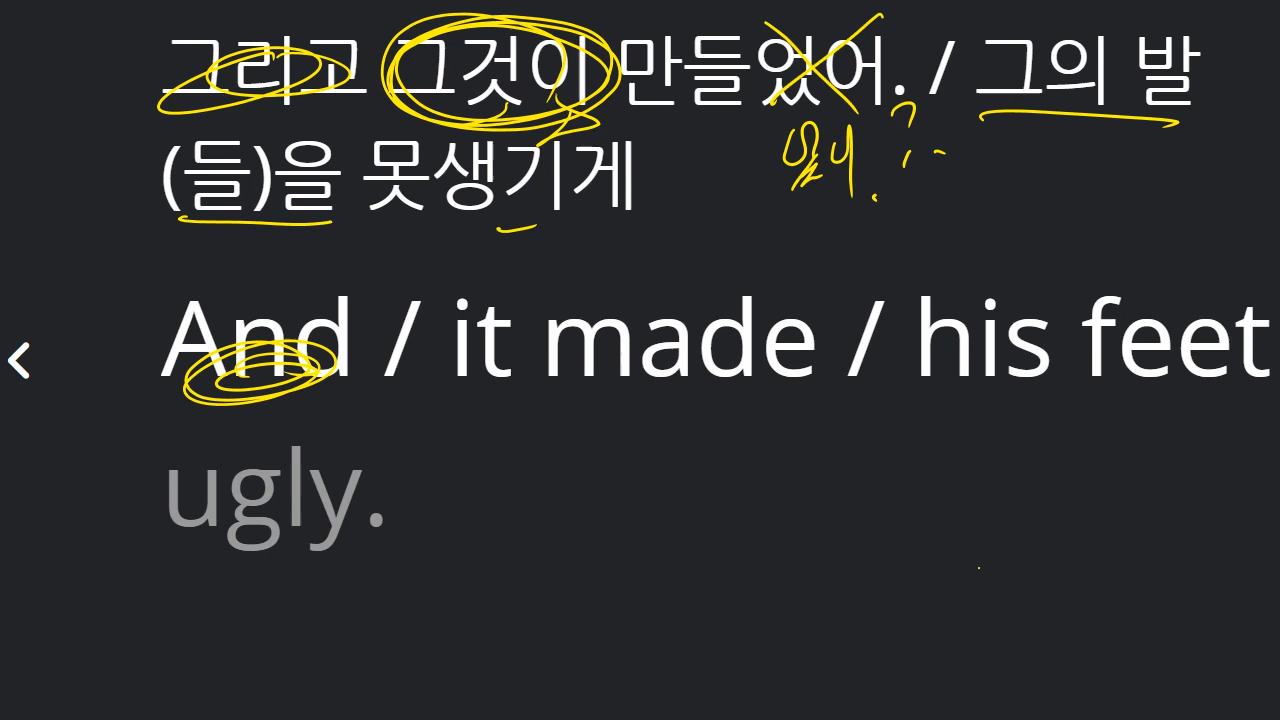 그리고 그것이 만들었어. / 그의 발
(들)을 못생기게
And / it made / his feet
ugly.